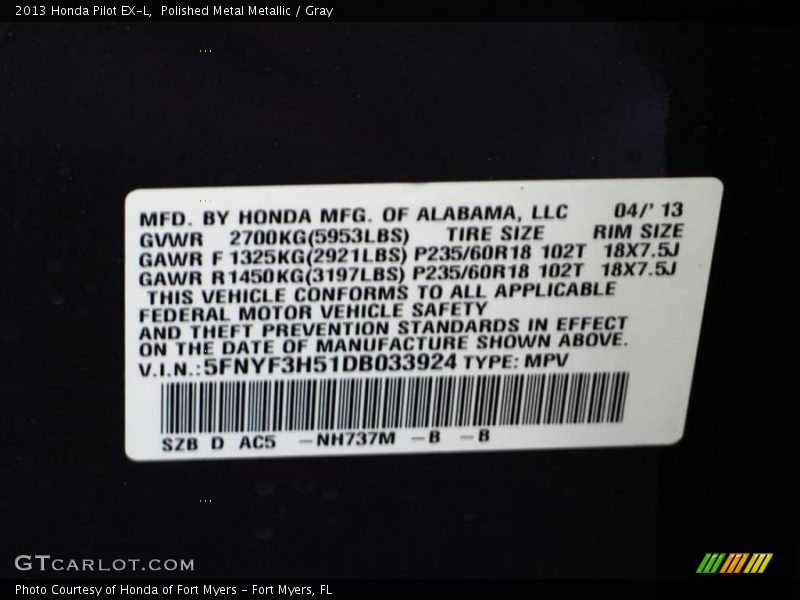 2013 Honda Pilot EX-L,  Polished Metal Metallic / Gray
MFD. BY HONDA MFG. OF ALABAMA, LLC 04/' 13
GVWR 2700KG(5953LBS) TIRE SIZE RIM SIZE
GAWR F 1325KG(2921LBS) P235/60R18 102T 18X7.5J
GAWR R1450KG(3197LBS) P235/60R18 102T 18X7.5J
THIS VEHICLE CONFORMS TO ALL APPLICABLE
FEDERAL MOTOR VEHICLE SAFETY
AND THEFT PREVENTION STANDARDS IN EFFECT
ON THE DATE OF MANUFACTURE SHOWN ABOVE.
V.I.N.:5FNYF3H51DB033924 TYPE: MPV
SZB D AC5 -NH737M -B -B
GTCARLOT.COM
Photo Courtesy of Honda of Fort Myers - Fort Myers, FL